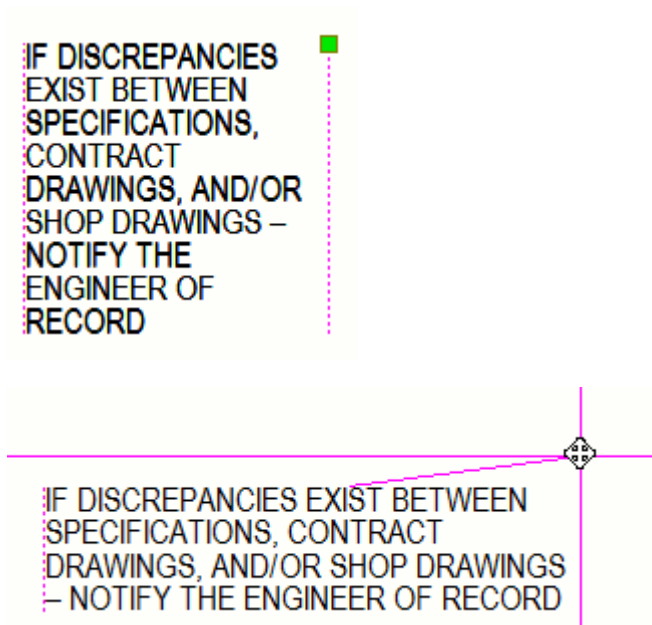 IF DISCREPANCIES
EXIST BETWEEN
SPECIFICATIONS,
CONTRACT
DRAWINGS, AND/OR
SHOP DRAWINGS –
NOTIFY THE
ENGINEER OF
RECORD
IF DISCREPANCIES EXIST BETWEEN
SPECIFICATIONS, CONTRACT
DRAWINGS, AND/OR SHOP DRAWINGS
– NOTIFY THE ENGINEER OF RECORD